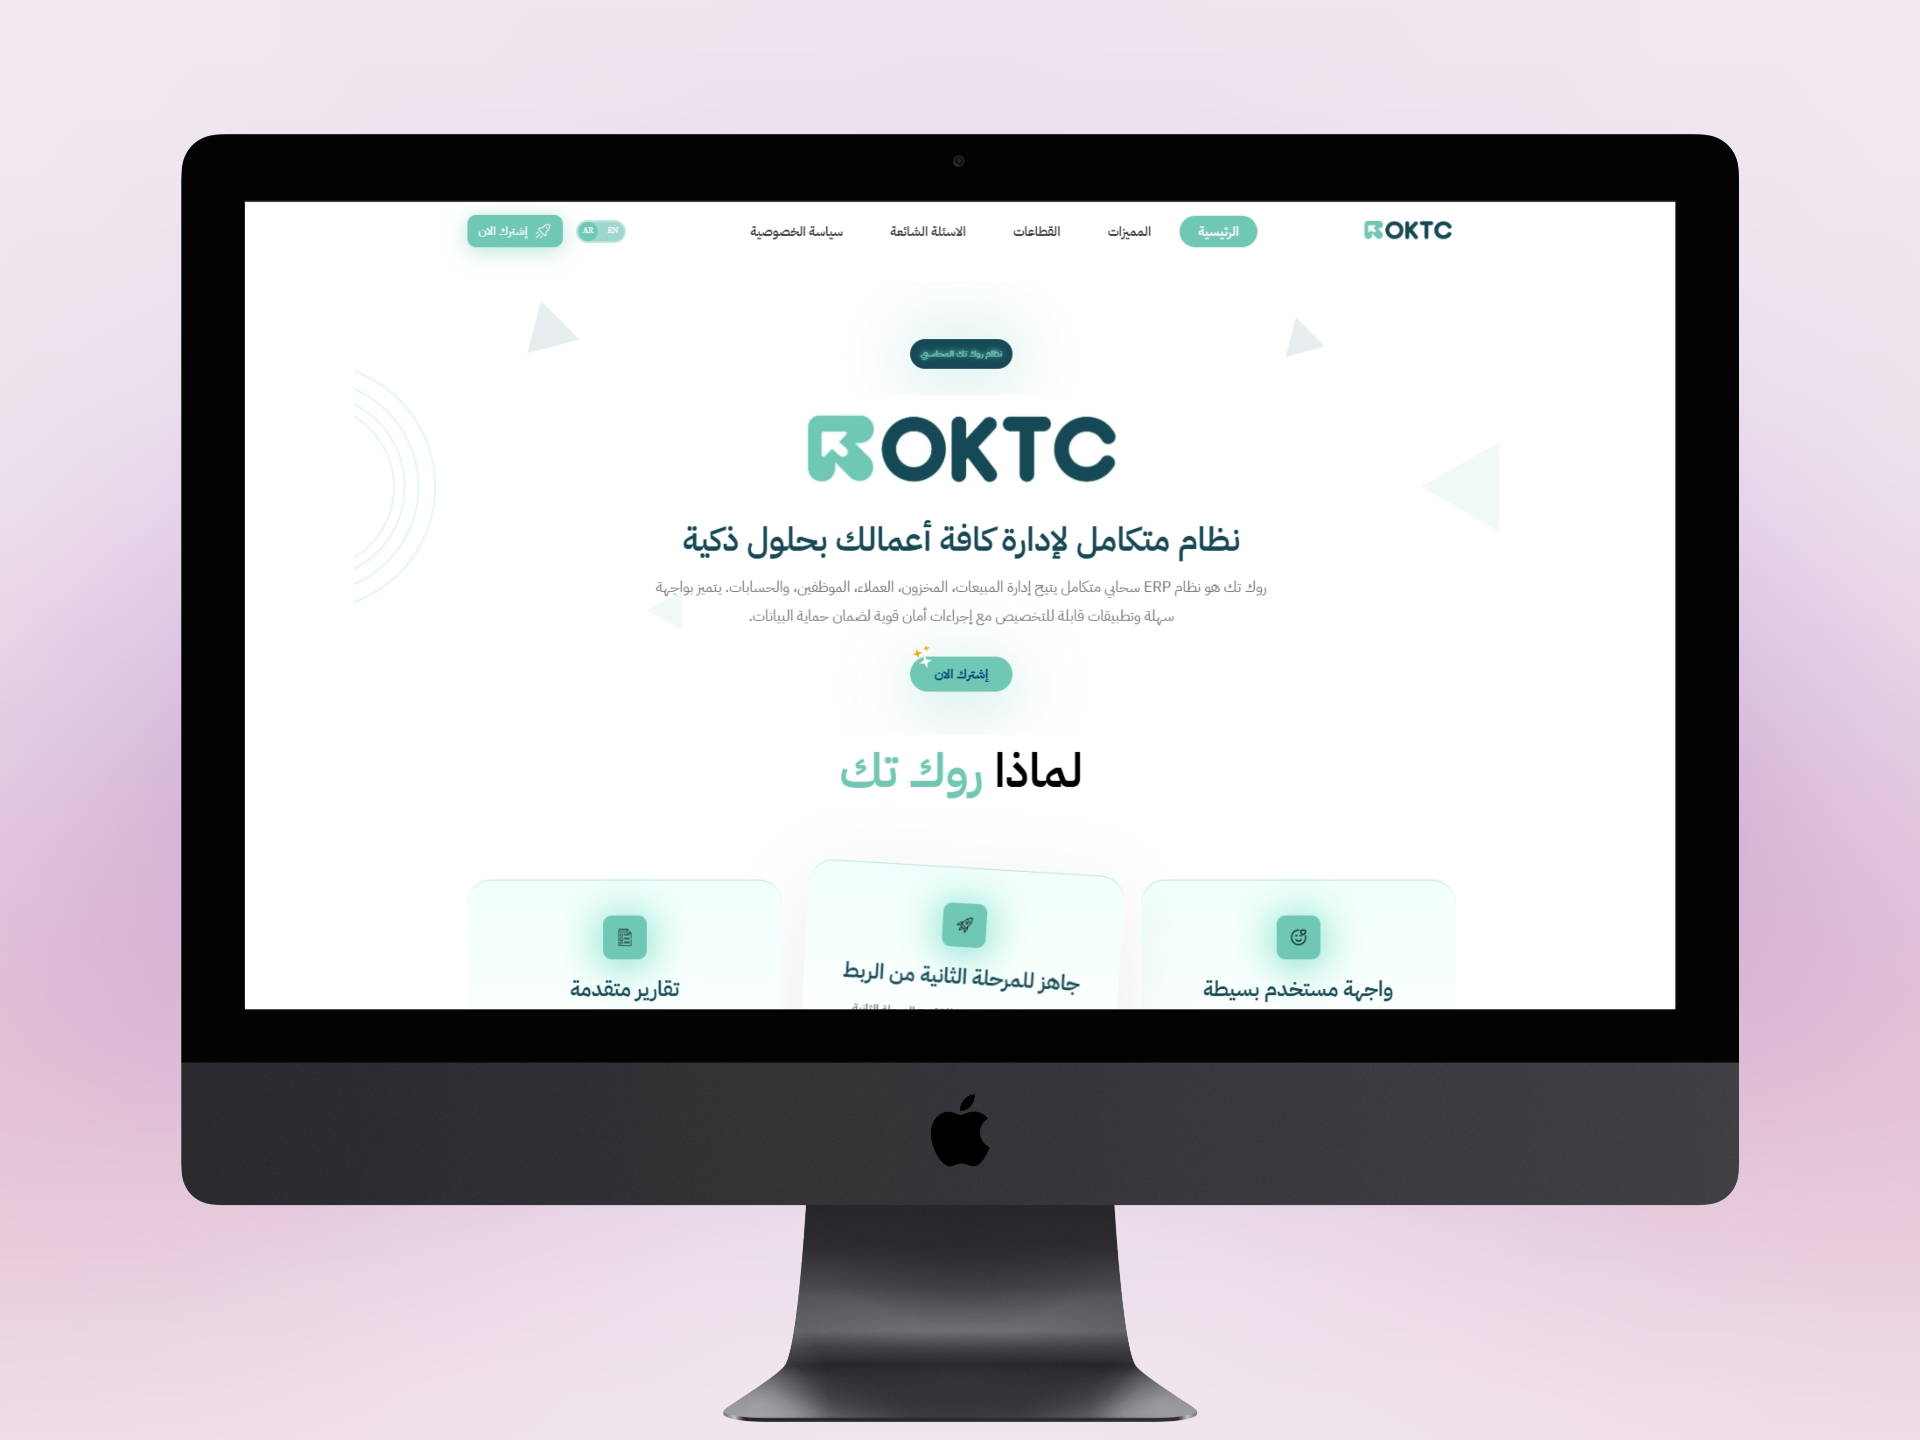 ROKTC
الرئيسية
المميزات
القطاعات
الاسئلة الشائعة
سياسة الخصوصية
AR EN
إشترك الان
نظام روك تك المحاسبي
ROKTC
نظام متكامل لإدارة كافة أعمالك بحلول ذكية
روك تك هو نظام ERP سحابي متكامل يتيح إدارة المبيعات، المخزون، العملاء، الموظفين، والحسابات. يتميز بواجهة
سهلة وتطبيقات قابلة للتخصيص مع إجراءات أمان قوية لضمان حماية البيانات.
إشترك الان
لماذا روك تك
واجهة مستخدم بسيطة
جاهز للمرحلة الثانية من الربط
تقارير متقدمة